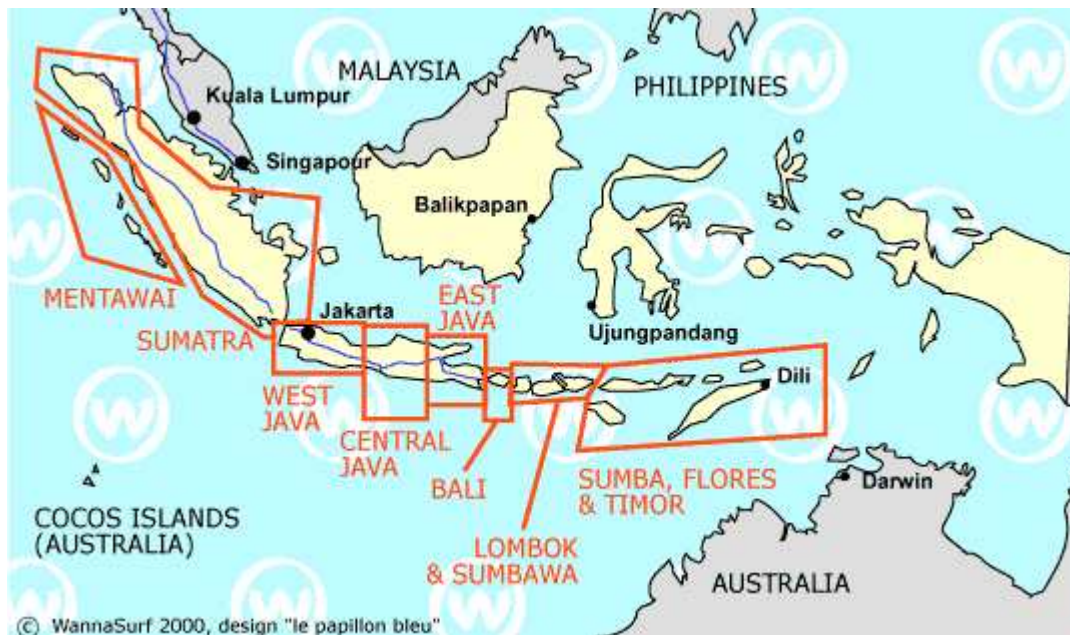 MALAYSIA
PHILIPPINES
Kuala Lumpur
Singapour
Balikpapan
MENTAWAI
SUMATRA
Jakarta
EAST
JAVA
Ujungpandang
WEST
JAVA
CENTRAL
JAVA
BALI
Dili
SUMBA, FLORES
& TIMOR
LOMBOK
& SUMBAWA
Darwin
COCOS ISLANDS
(AUSTRALIA)
AUSTRALIA
© WannaSurf 2000, design "le papillon bleu"